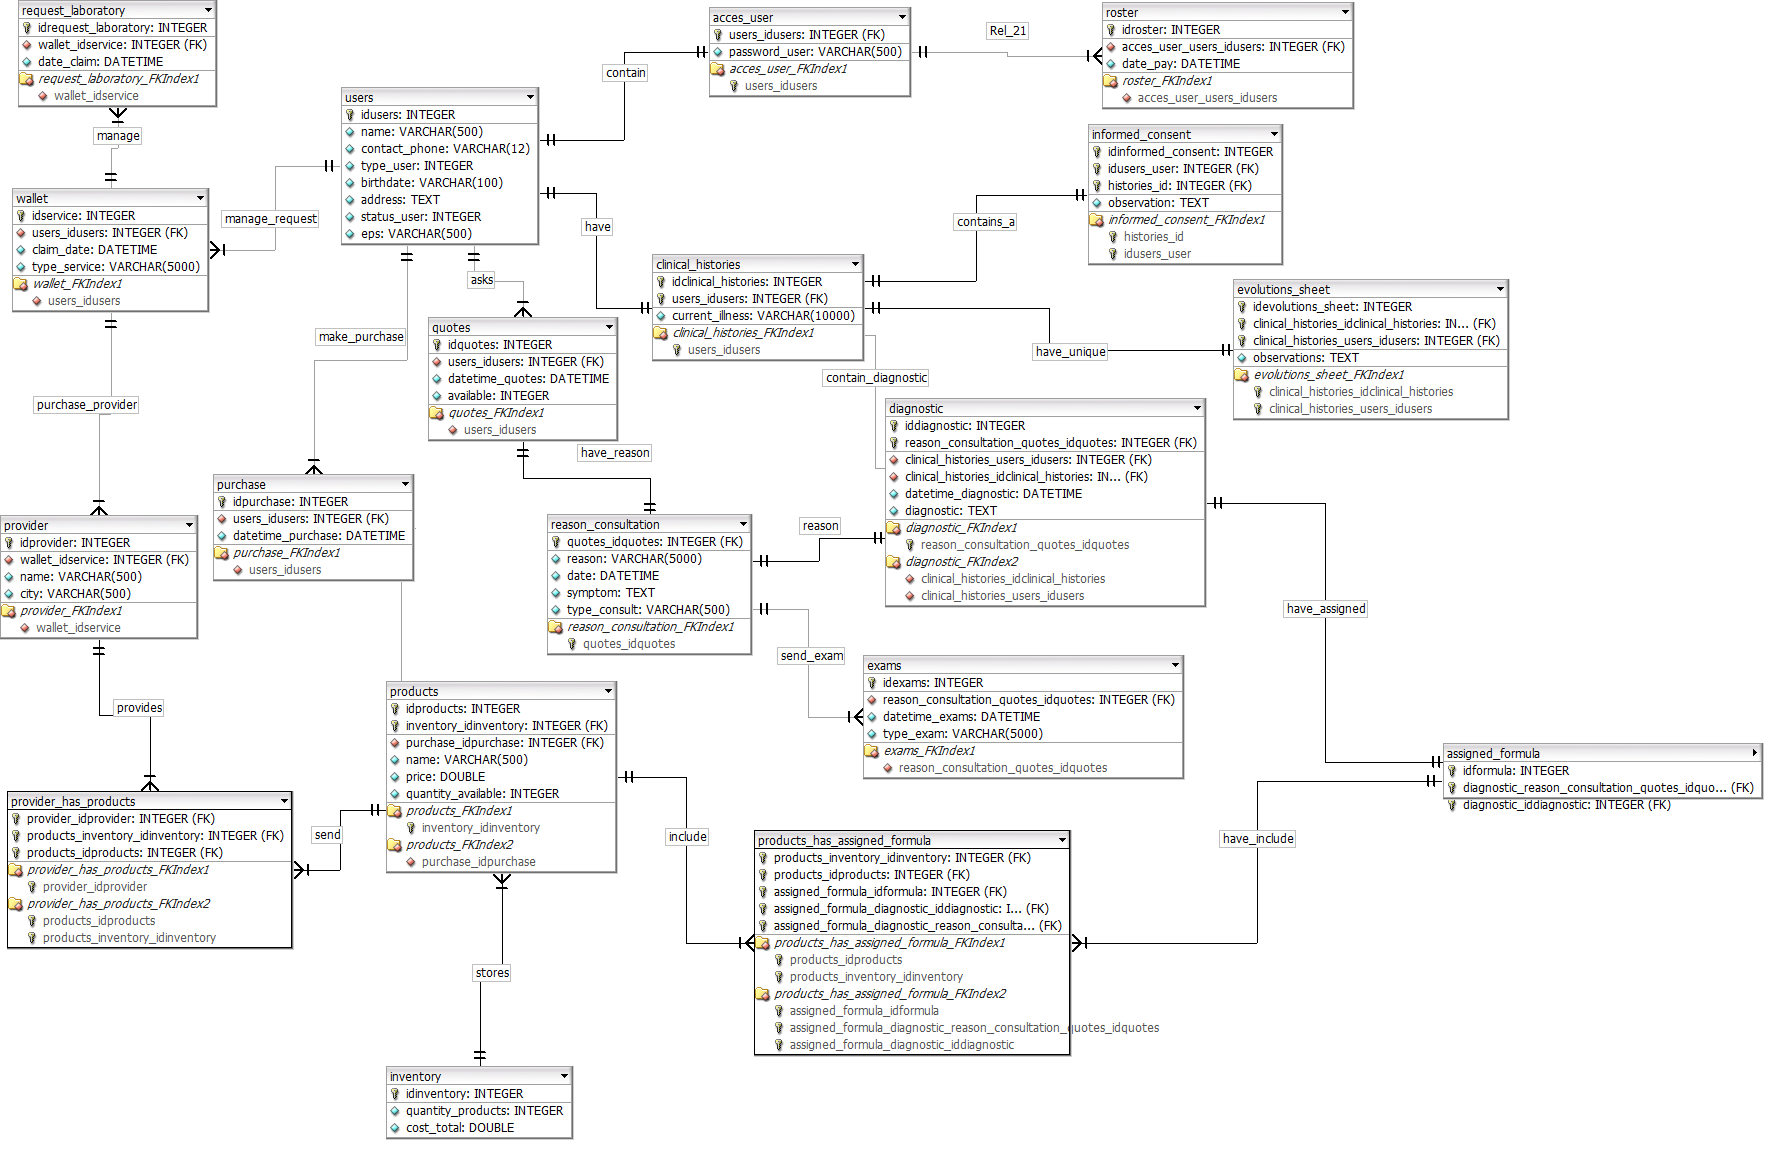 request_laboratory
idrequest_laboratory: INTEGER
wallet_idservice: INTEGER (FK)
date_claim: DATETIME
request_laboratory_FKIndex1
wallet_idservice
manage
wallet
idservice: INTEGER
users_idusers: INTEGER (FK)
claim_date: DATETIME
type_service: VARCHAR(5000)
wallet_FKIndex1
users_idusers
manage_request
users
idusers: INTEGER
name: VARCHAR(500)
contact_phone: VARCHAR(12)
type_user: INTEGER
birthdate: VARCHAR(100)
address: TEXT
status_user: INTEGER
eps: VARCHAR(500)
contain
acces_user
users_idusers: INTEGER (FK)
password_user: VARCHAR(500)
acces_user_FKIndex1
users_idusers
Rel_21
roster
idroster: INTEGER
acces_user_users_idusers: INTEGER (FK)
date_pay: DATETIME
roster_FKIndex1
acces_user_users_idusers
informed_consent
idinformed_consent: INTEGER
idusers_user: INTEGER (FK)
histories_id: INTEGER (FK)
observation: TEXT
informed_consent_FKIndex1
histories_id
idusers_user
contains_a
have
clinical_histories
idclinical_histories: INTEGER
users_idusers: INTEGER (FK)
current_illness: VARCHAR(10000)
clinical_histories_FKIndex1
users_idusers
have_unique
evolutions_sheet
idevolutions_sheet: INTEGER
clinical_histories_idclinical_histories: IN... (FK)
clinical_histories_users_idusers: INTEGER (FK)
observations: TEXT
evolutions_sheet_FKIndex1
clinical_histories_idclinical_histories
clinical_histories_users_idusers
asks
make_purchase
quotes
idquotes: INTEGER
users_idusers: INTEGER (FK)
datetime_quotes: DATETIME
available: INTEGER
quotes_FKIndex1
users_idusers
contain_diagnostic
have_reason
diagnostic
iddiagnostic: INTEGER
reason_consultation_quotes_idquotes: INTEGER (FK)
clinical_histories_users_idusers: INTEGER (FK)
clinical_histories_idclinical_histories: IN... (FK)
datetime_diagnostic: DATETIME
diagnostic: TEXT
diagnostic_FKIndex1
reason_consultation_quotes_idquotes
diagnostic_FKIndex2
clinical_histories_idclinical_histories
clinical_histories_users_idusers
purchase_provider
purchase
idpurchase: INTEGER
users_idusers: INTEGER (FK)
datetime_purchase: DATETIME
purchase_FKIndex1
users_idusers
provider
idprovider: INTEGER
wallet_idservice: INTEGER (FK)
name: VARCHAR(500)
city: VARCHAR(500)
provider_FKIndex1
wallet_idservice
reason_consultation
quotes_idquotes: INTEGER (FK)
reason: VARCHAR(5000)
date: DATETIME
symptom: TEXT
type_consult: VARCHAR(500)
reason_consultation_FKIndex1
quotes_idquotes
reason
have_assigned
send_exam
exams
idexams: INTEGER
reason_consultation_quotes_idquotes: INTEGER (FK)
datetime_exams: DATETIME
type_exam: VARCHAR(5000)
exams_FKIndex1
reason_consultation_quotes_idquotes
provides
products
idproducts: INTEGER
inventory_idinventory: INTEGER (FK)
purchase_idpurchase: INTEGER (FK)
name: VARCHAR(500)
price: DOUBLE
quantity_available: INTEGER
products_FKIndex1
inventory_idinventory
products_FKIndex2
purchase_idpurchase
assigned_formula
idformula: INTEGER
diagnostic_reason_consultation_quotes_idquo... (FK)
diagnostic_iddiagnostic: INTEGER (FK)
provider_has_products
provider_idprovider: INTEGER (FK)
products_inventory_idinventory: INTEGER (FK)
products_idproducts: INTEGER (FK)
provider_has_products_FKIndex1
provider_idprovider
provider_has_products_FKIndex2
products_idproducts
products_inventory_idinventory
send
include
have_include
products_has_assigned_formula
products_inventory_idinventory: INTEGER (FK)
products_idproducts: INTEGER (FK)
assigned_formula_idformula: INTEGER (FK)
assigned_formula_diagnostic_iddiagnostic: I... (FK)
assigned_formula_diagnostic_reason_consulta... (FK)
products_has_assigned_formula_FKIndex1
products_idproducts
products_inventory_idinventory
products_has_assigned_formula_FKIndex2
assigned_formula_idformula
assigned_formula_diagnostic_reason_consultation_quotes_idquotes
assigned_formula_diagnostic_iddiagnostic
stores
inventory
idinventory: INTEGER
quantity_products: INTEGER
cost_total: DOUBLE